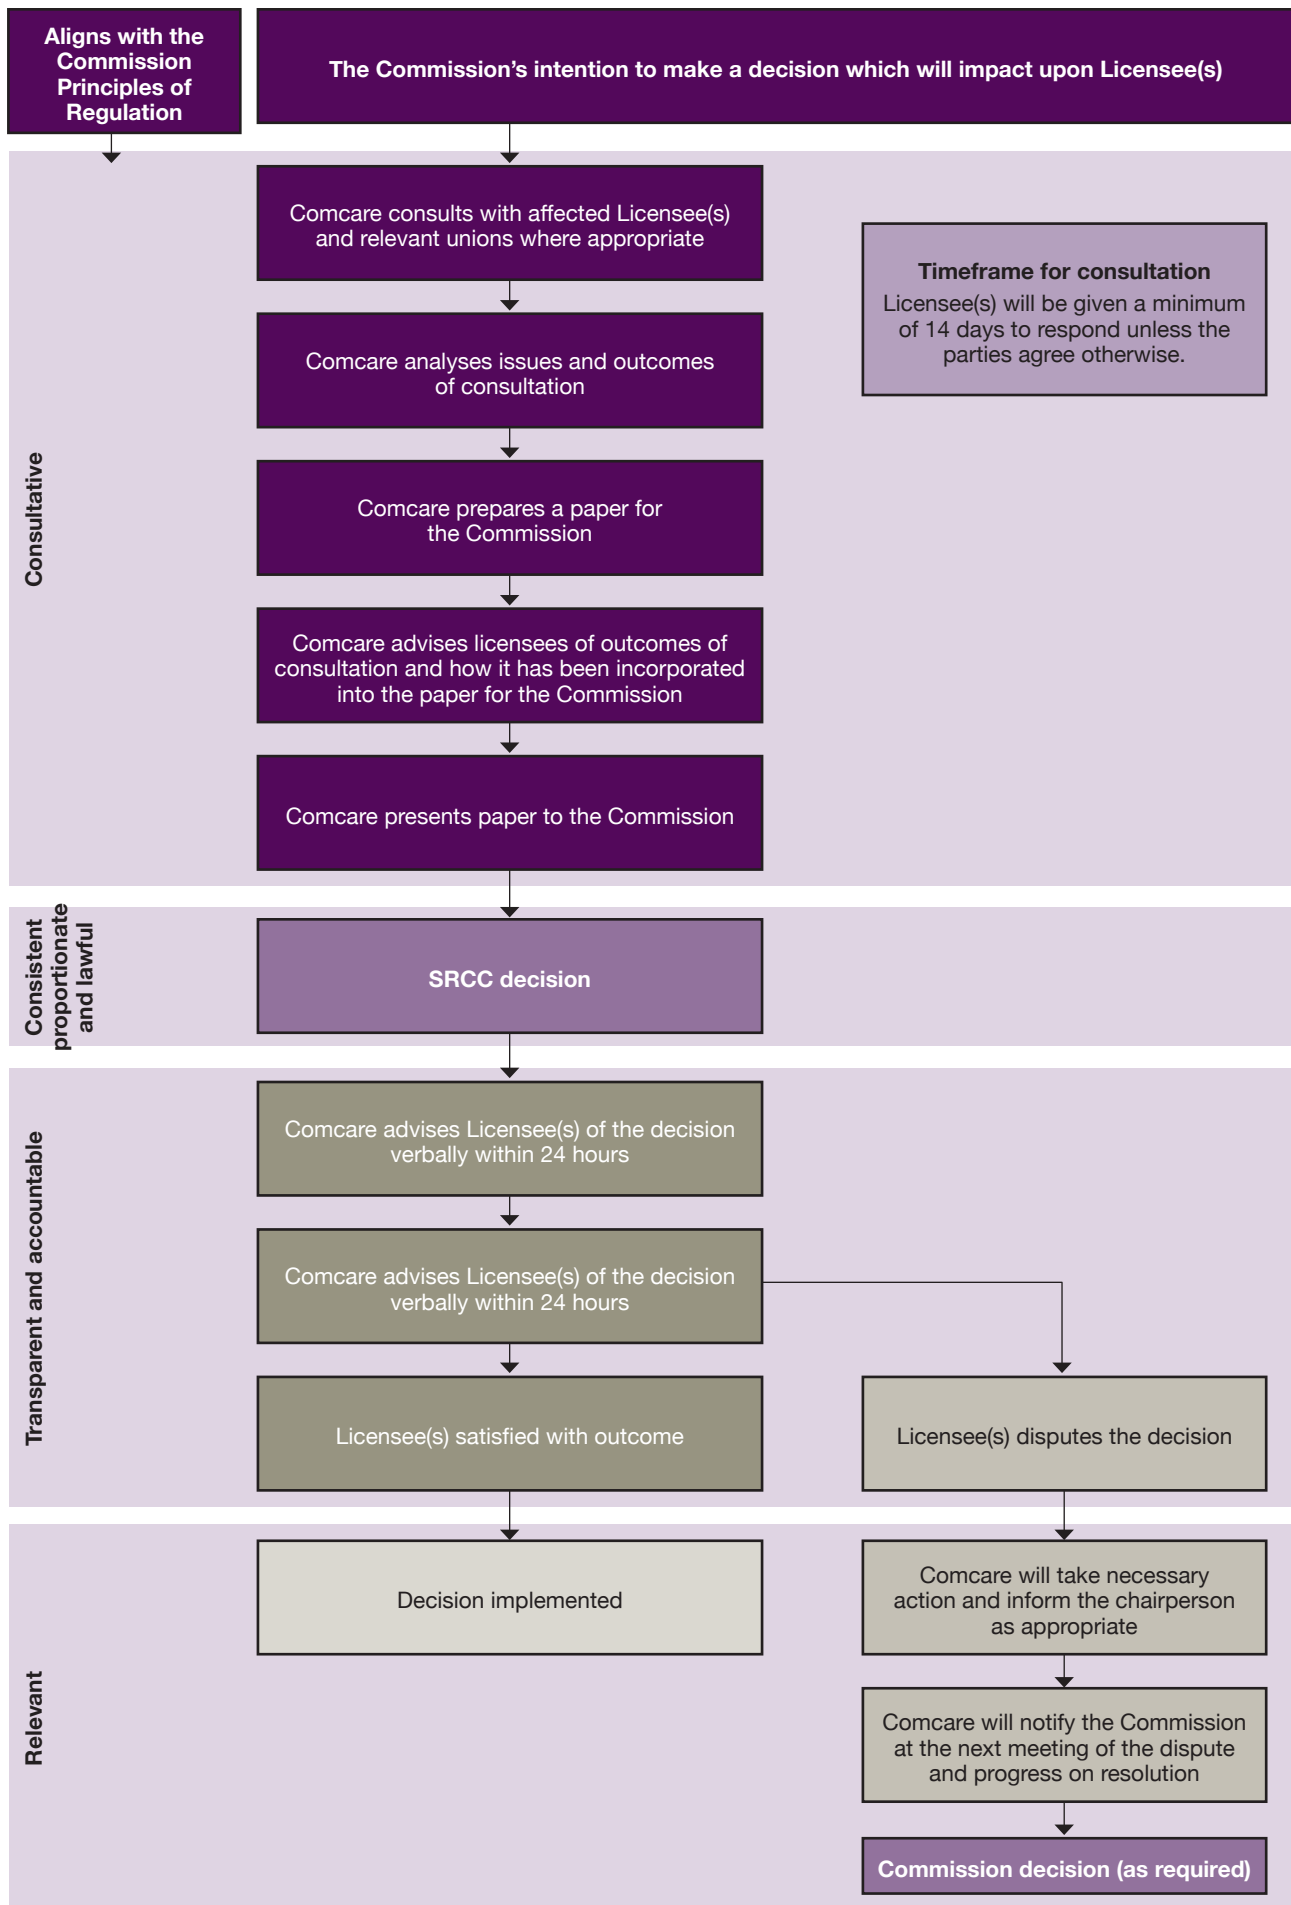 Aligns with the
Commission
Principles of
Regulation
The Commission's intention to make a decision which will impact upon Licensee(s)
Consultative
Comcare consults with affected Licensee(s)
and relevant unions where appropriate
Timeframe for consultation
Licensee(s) will be given a minimum
of 14 days to respond unless the
parties agree otherwise.
Comcare analyses issues and outcomes
of consultation
Comcare prepares a paper for
the Commission
Comcare advises licensees of outcomes of
consultation and how it has been incorporated
into the paper for the Commission
Comcare presents paper to the Commission
Consistent
proportionate
and lawful
SRCC decision
Transparent and accountable
Comcare advises Licensee(s) of the decision
verbally within 24 hours
Comcare advises Licensee(s) of the decision
verbally within 24 hours
Licensee(s) satisfied with outcome
Licensee(s) disputes the decision
Relevant
Decision implemented
Comcare will take necessary
action and inform the chairperson
as appropriate
Comcare will notify the Commission
at the next meeting of the dispute
and progress on resolution
Commission decision (as required)